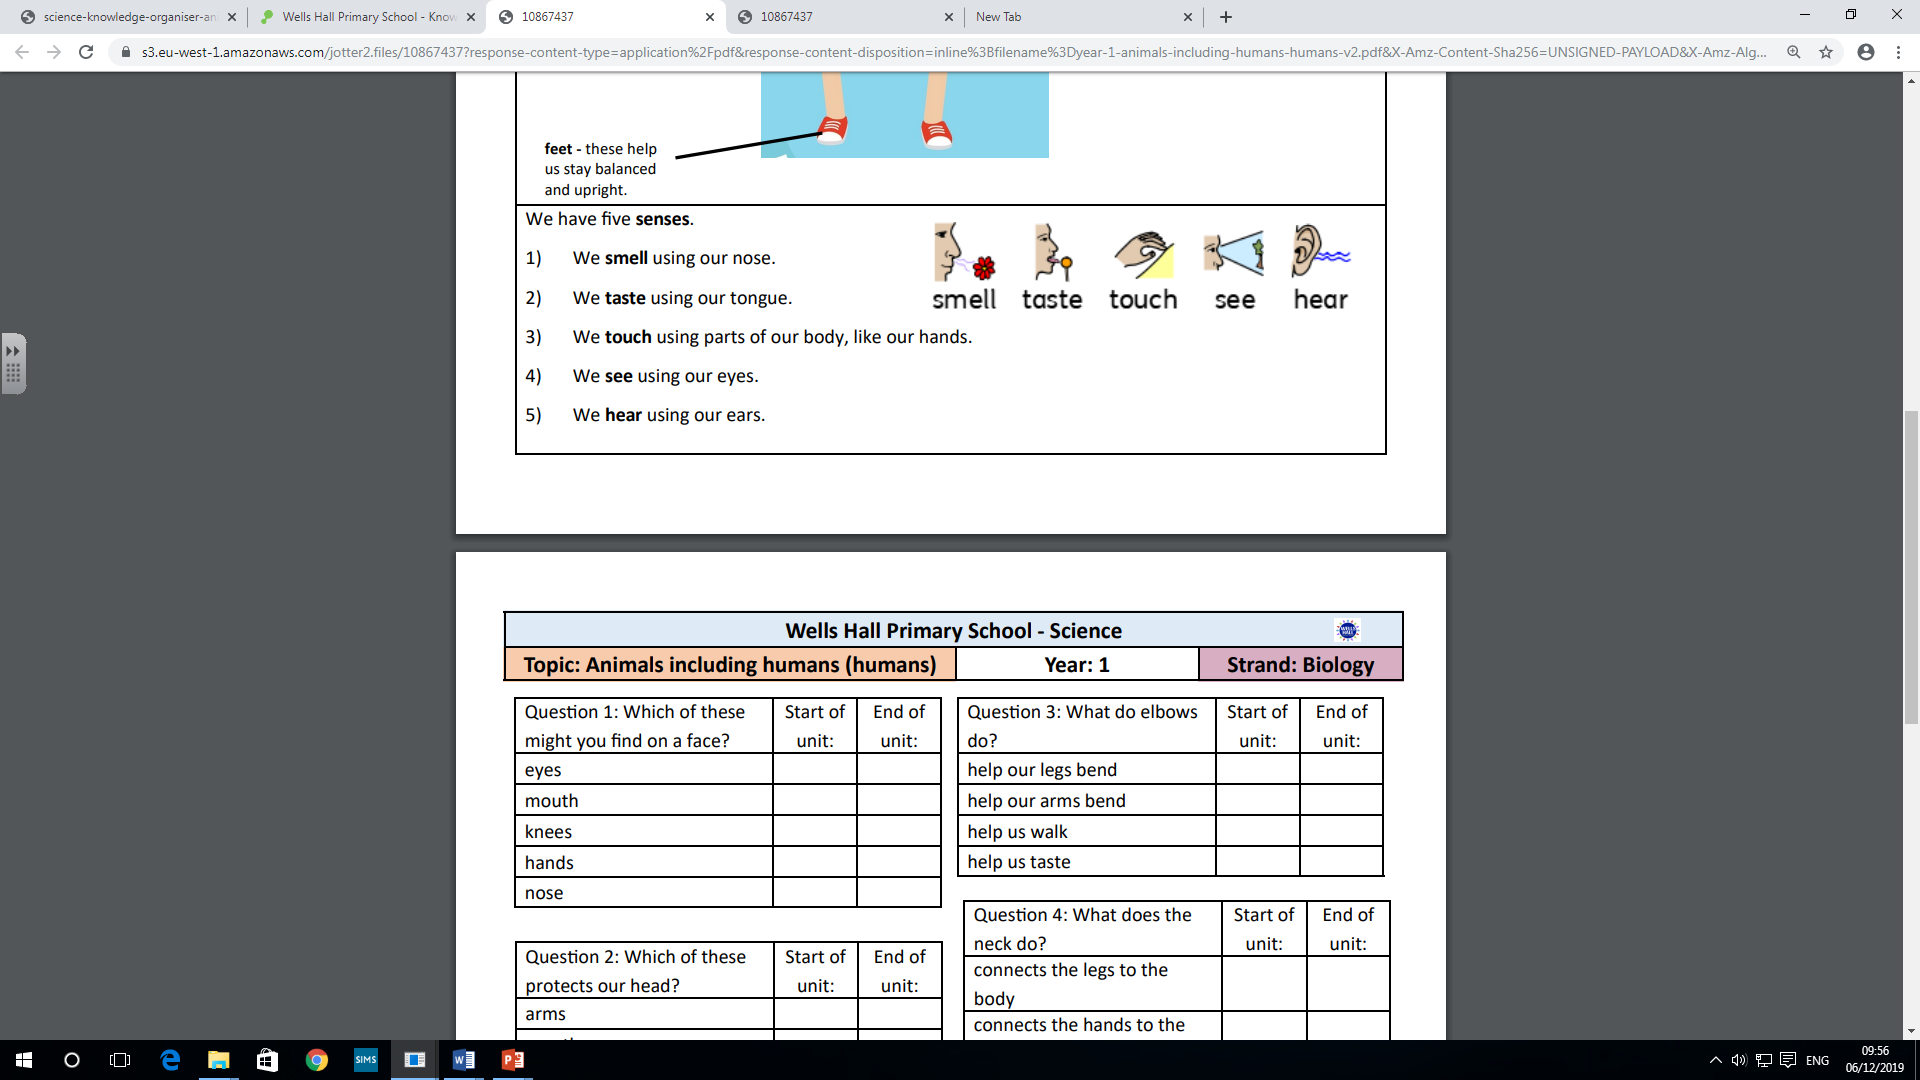 science-knowledge-organiser-an
Wells Hall Primary School - Know
10867437
10867437
New Tab
s3.eu-west-1.amazonaws.com/jotter2.files/10867437?response-content-type=application%2Fpdf&response-content-disposition=inline%3Bfilename%3Dyear-1-animals-including-humans-humans-v2.pdf&X-Amz-Content-Sha256=UNSIGNED-PAYLOAD&X-Amz-Alg...
feet - these help
us stay balanced
and upright.
We have five senses.
1) We smell using our nose.
2) We taste using our tongue.
3) We touch using parts of our body, like our hands.
4) We see using our eyes.
5) We hear using our ears.
smell taste touch see hear
Wells Hall Primary School - Science
WELLS
HALL
Topic: Animals including humans (humans) Year: 1 Strand: Biology
Question 1: Which of these Start of End of
might you find on a face? unit: unit:
eyes
mouth
knees
hands
nose
Question 2: Which of these Start of End of
protects our head? unit: unit:
arms
Question 3: What do elbows Start of End of
do? unit: unit:
help our legs bend
help our arms bend
help us walk
help us taste
Question 4: What does the Start of End of
neck do? unit: unit:
connects the legs to the
body
connects the hands to the
SIMS
ENG
09:56
06/12/2019